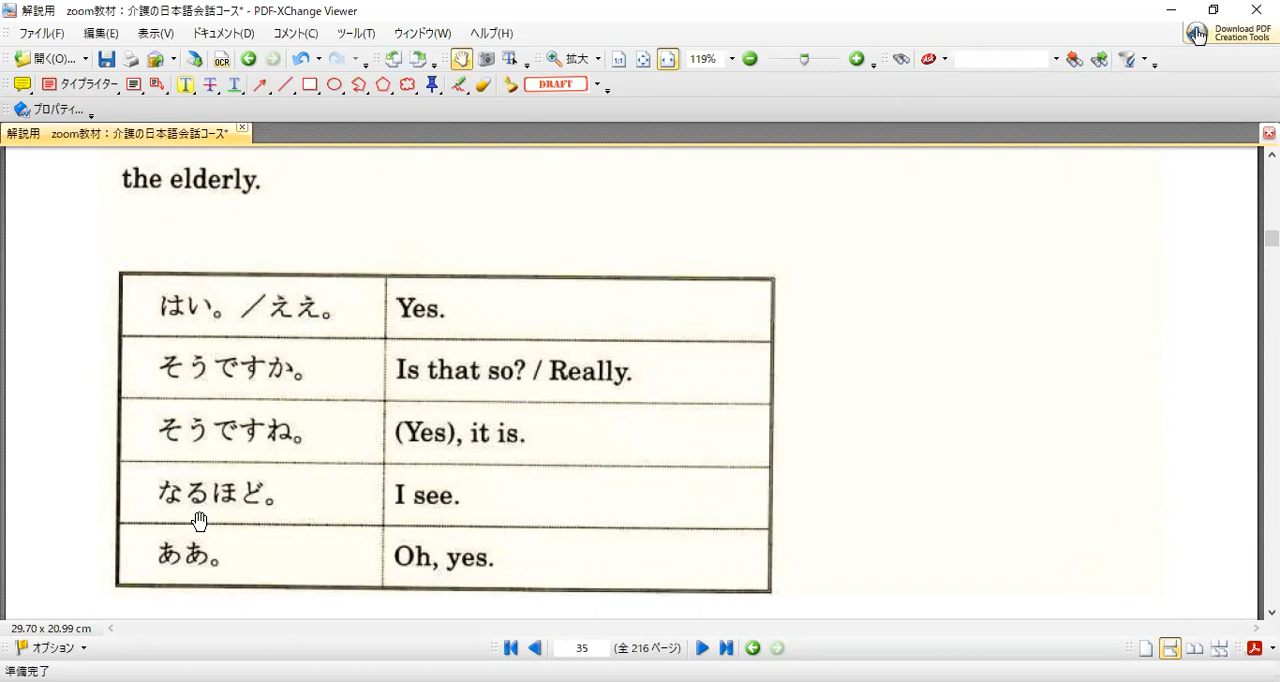 解説用 zoom教材：介護の日本語会話コース* - PDF-XChange Viewer
ファイル(F) 編集(E) 表示(V) ドキュメント(D) コメント(C) ツール(T) ウィンドウ(W) ヘルプ(H)
Download PDF
Creation Tools
開く(O)... OCR 拡大 119%
タイプライター T T T DRAFT
プロパティ...
解説用 zoom教材：介護の日本語会話コース*
the elderly.
はい。／ええ。 Yes.
そうですか。 Is that so? / Really.
そうですね。 (Yes), it is.
なるほど。 I see.
ああ。 Oh, yes.
29.70 x 20.99 cm
オプション 35 (全 216 ページ)
準備完了